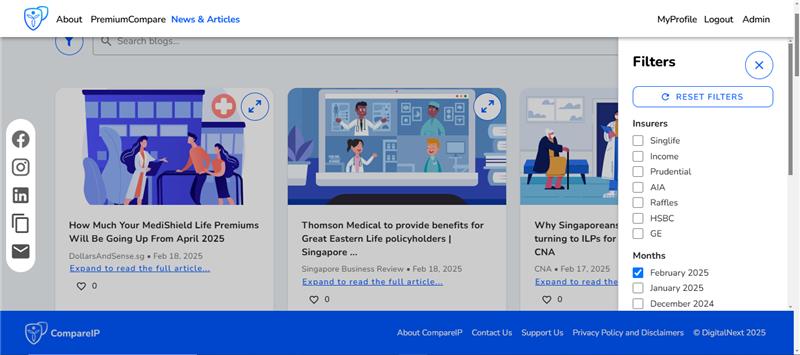 About PremiumCompare News & Articles MyProfile Logout Admin
Search blogs...
How Much Your MediShield Life Premiums
Will Be Going Up From April 2025
DollarsAndSense.sg • Feb 18, 2025
Expand to read the full article...
0
Thomson Medical to provide benefits for
Great Eastern Life policyholders |
Singapore ...
Singapore Business Review • Feb 18, 2025
Expand to read the full article...
0
Why Singaporeans
turning to ILPs for
CNA
CNA • Feb 17, 2025
Expand to read the
0
Filters
RESET FILTERS
Insurers
Singlife
Income
Prudential
AIA
Raffles
HSBC
GE
Months
February 2025
January 2025
December 2024
CompareIP About CompareIP Contact Us Support Us Privacy Policy and Disclaimers © DigitalNext 2025